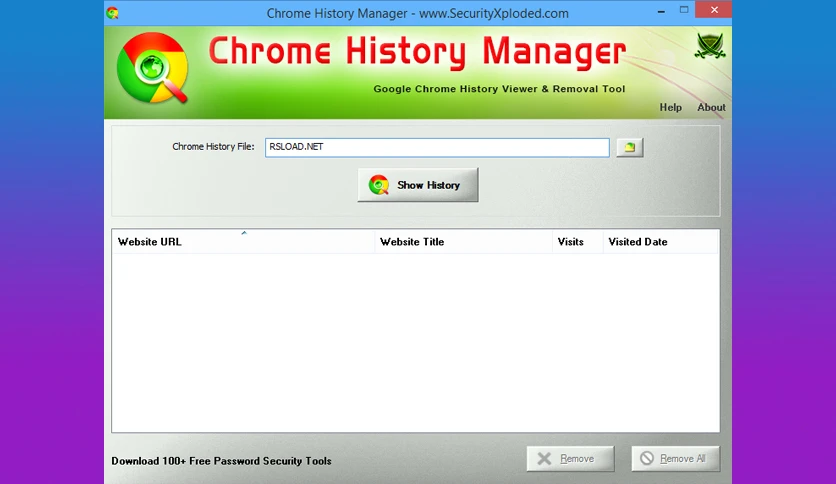 Chrome History Manager - www.SecurityXploded.com
Chrome History Manager
Google Chrome History Viewer & Removal Tool
Help About
Chrome History File: RSLOAD.NET
Show History
Website URL Website Title Visits Visited Date
Download 100+ Free Password Security Tools Remove Remove All